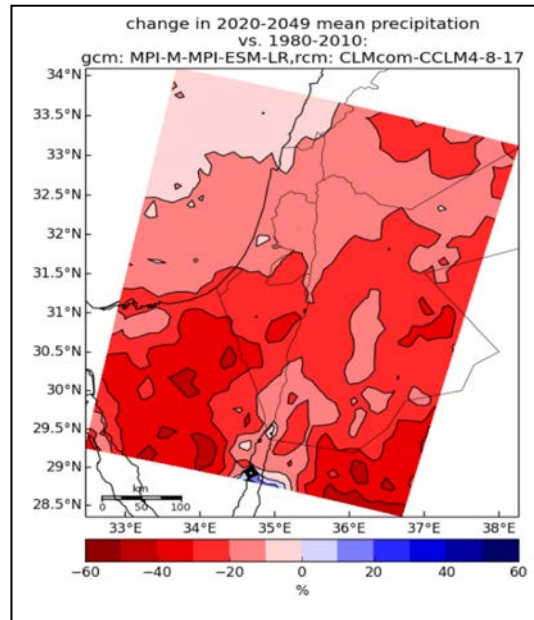 change in 2020-2049 mean precipitation
vs. 1980-2010:
gcm: MPI-M-MPI-ESM-LR,rcm: CLMcom-CCLM4-8-17
34°N
33.5°N
33°N
32.5°N
32°N
31.5°N
31°N
30.5°N
30°N
29.5°N
29°N
28.5°N
km
0 50 100
33°E 34°E 35°E 36°E 37°E 38°E
−60 −40 −20 0 20 40 60
%